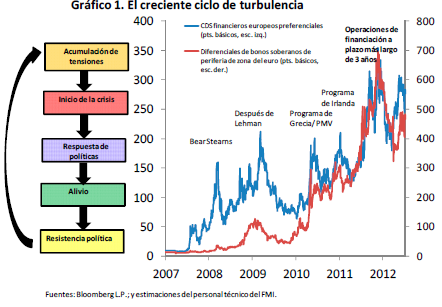 Gráfico 1. El creciente ciclo de turbulencia
Acumulación de
tensiones
Inicio de la crisis
Respuesta de
políticas
Alivio
Resistencia política
400
350
300
250
200
150
100
50
0
CDS financieros europeos preferenciales
(pts. básicos, esc. izq.)
Diferenciales de bonos soberanos de
periferia de zona del euro (pts. básicos,
esc. der.)
Operaciones de
financiación a
plazo más largo
de 3 años
Bear Stearns
Después de
Lehman
Programa de
Grecia/PMV
Programa
de Irlanda
900
800
700
600
500
400
300
200
100
0
2007 2008 2009 2010 2011 2012
Fuentes: Bloomberg L.P.; y estimaciones del personal técnico del FMI.